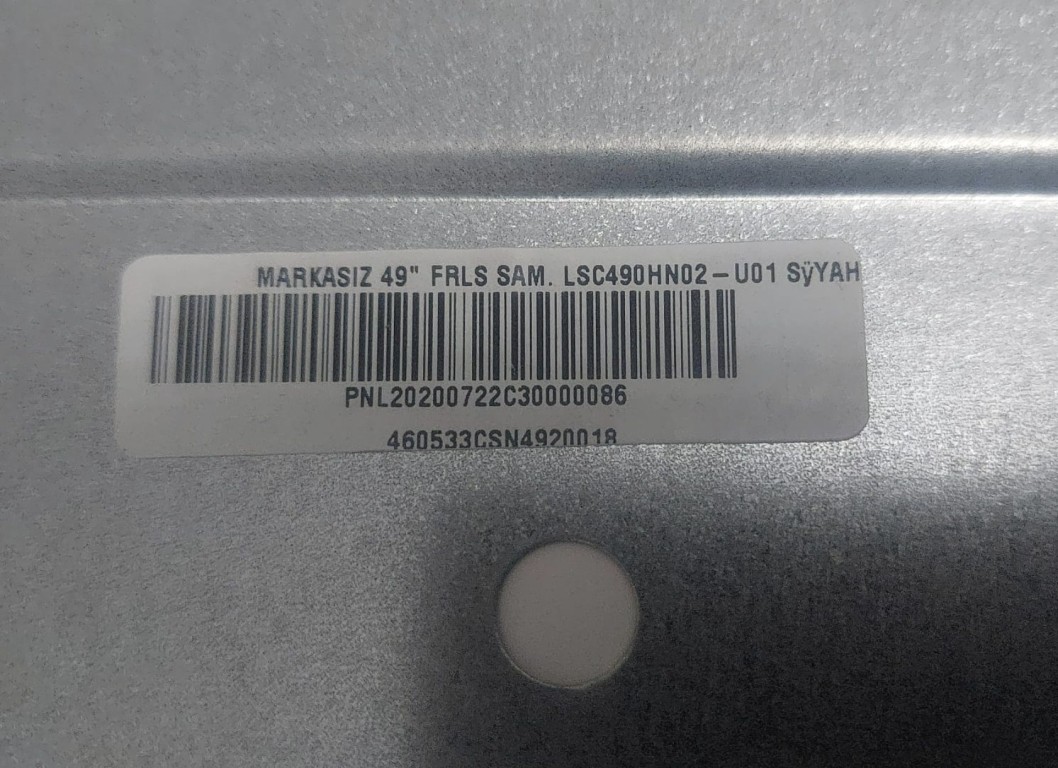 MARKASIZ 49" FRLS SAM. LSC490HN02-U01 SÿYAH
PNL20200722C30000086
460533CSN4920018